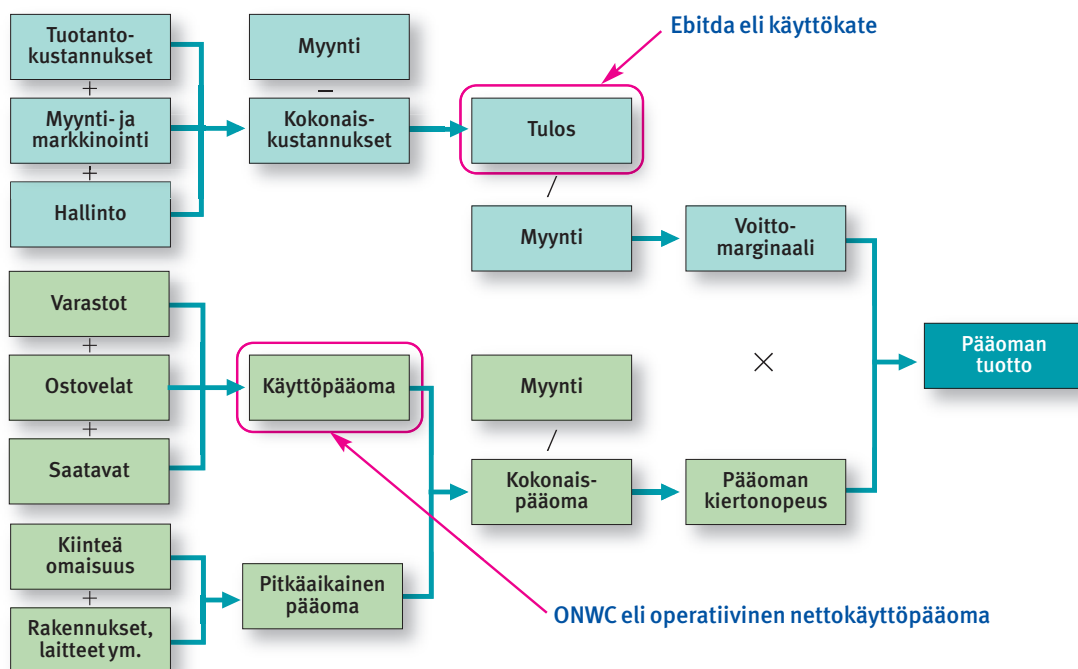 Ebitda eli käyttökate
Tuotanto-
kustannukset
+
Myynti- ja
markkinointi
+
Hallinto
Myynti
–
Kokonais-
kustannukset
Tulos
/
Myynti
Voitto-
marginaali
Varastot
+
Ostovelat
+
Saatavat
Käyttöpääoma
Kiinteä
omaisuus
+
Rakennukset,
laitteet ym.
Pitkäaikainen
pääoma
Myynti
/
Kokonais-
pääoma
×
Pääoman
kiertonopeus
Pääoman
tuotto
ONWC eli operatiivinen nettokäyttöpääoma